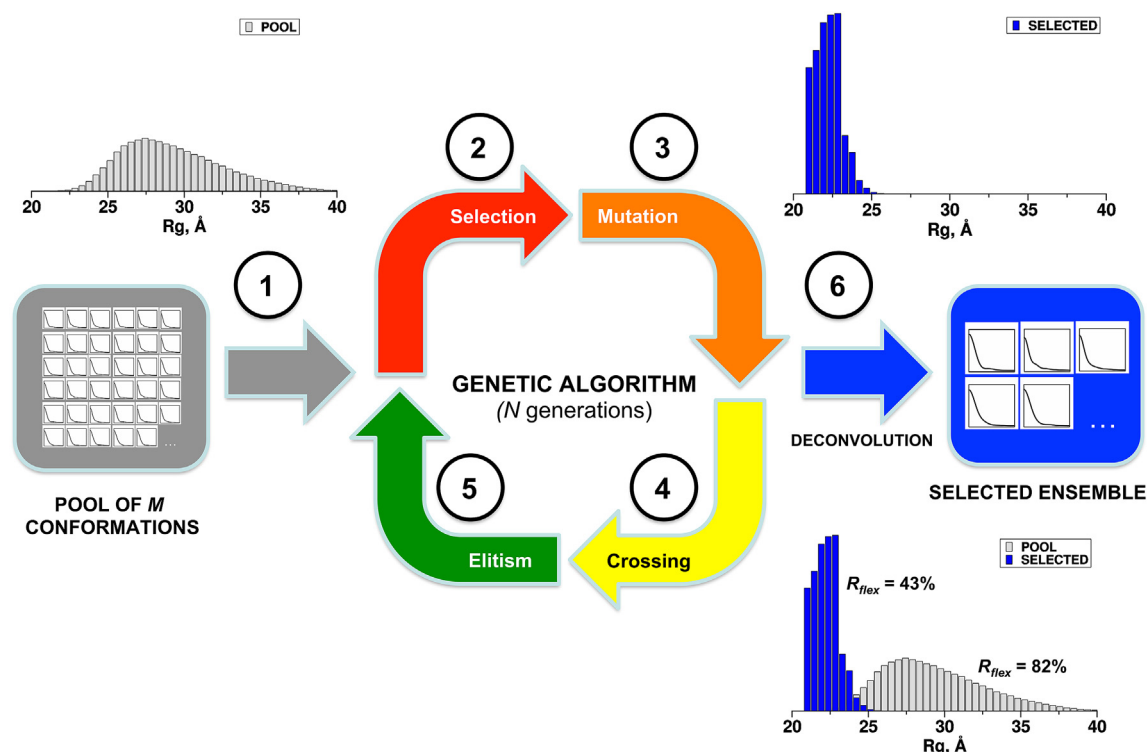 POOL
20 25 30 35 40
Rg, Å
SELECTED
20 25 30 35 40
Rg, Å
1
2
Selection
3
Mutation
GENETIC ALGORITHM
(N generations)
5
Elitism
4
Crossing
6
DECONVOLUTION
...
POOL OF M
CONFORMATIONS
...
SELECTED ENSEMBLE
POOL
SELECTED
Rflex = 43%
Rflex = 82%
20 25 30 35 40
Rg, Å